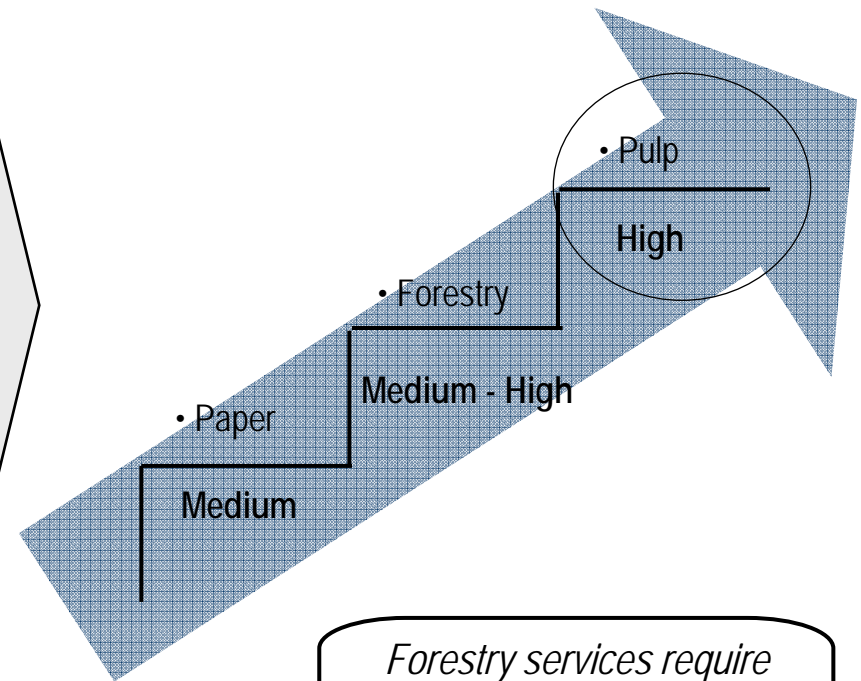 • Pulp
High
• Forestry
Medium - High
• Paper
Medium
Forestry services require